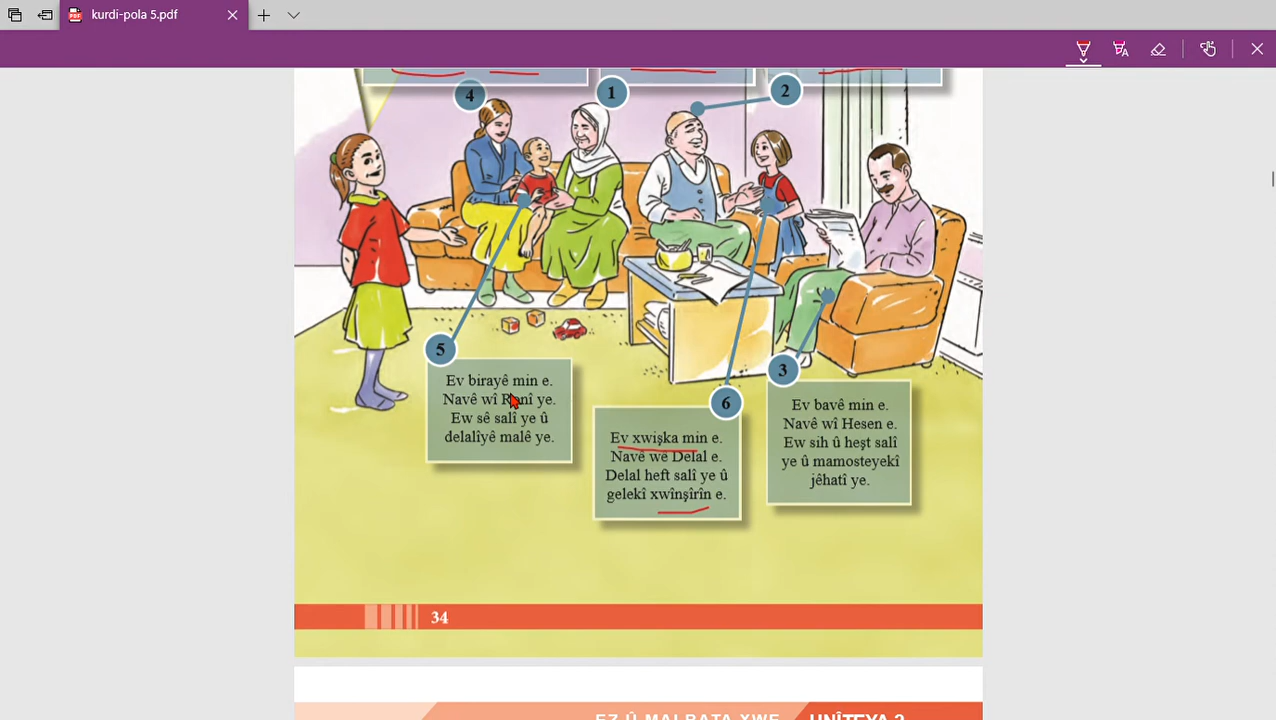 kurdi-pola 5.pdf
4
1
2
5
Ev birayê min e.
Navê wî
ye.
Ew sê salî ye û
delalîyê malê ye.
6
Ev xwişka min e.
Navê wê Delal e.
Delal heft salî ye û
gelekî xwînşîrîn e.
3
Ev bavê min e.
Navê wî Hesen e.
Ew sih û heşt salî
ye û mamosteyekî
jêhatî ye.
34
EZ Û MALBATA XWE
UNÎTEYA 2